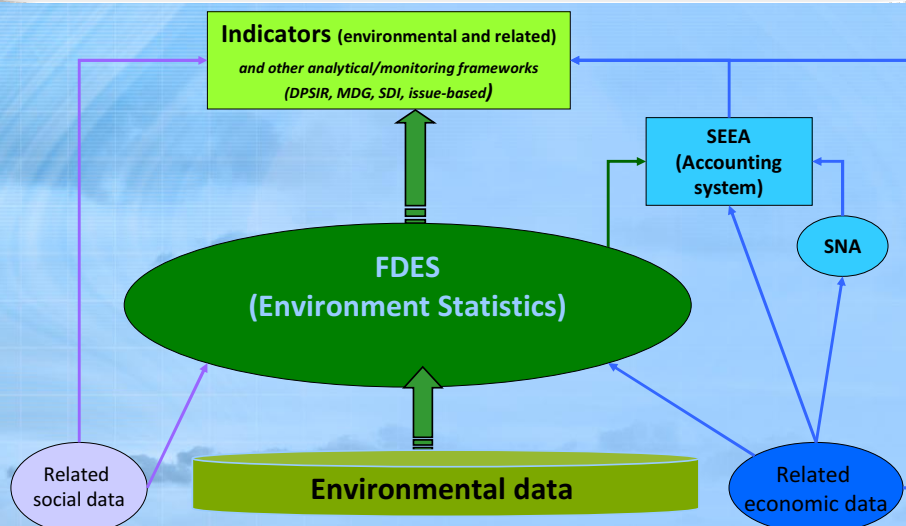 Indicators (environmental and related)
and other analytical/monitoring frameworks
(DPSIR, MDG, SDI, issue-based)
SEEA
(Accounting
system)
SNA
FDES
(Environment Statistics)
Related
social data
Environmental data
Related
economic data